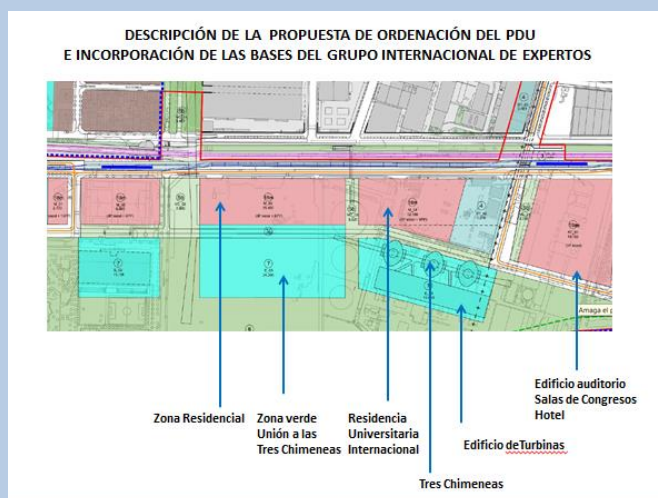 DESCRIPCIÓN DE LA PROPUESTA DE ORDENACIÓN DEL PDU
E INCORPORACIÓN DE LAS BASES DEL GRUPO INTERNACIONAL DE EXPERTOS
Amaga el p
Zona Residencial
Zona verde
Unión a las
Tres Chimeneas
Residencia
Universitaria
Internacional
Edificio deTurbinas
Tres Chimeneas
Edificio auditorio
Salas de Congresos
Hotel